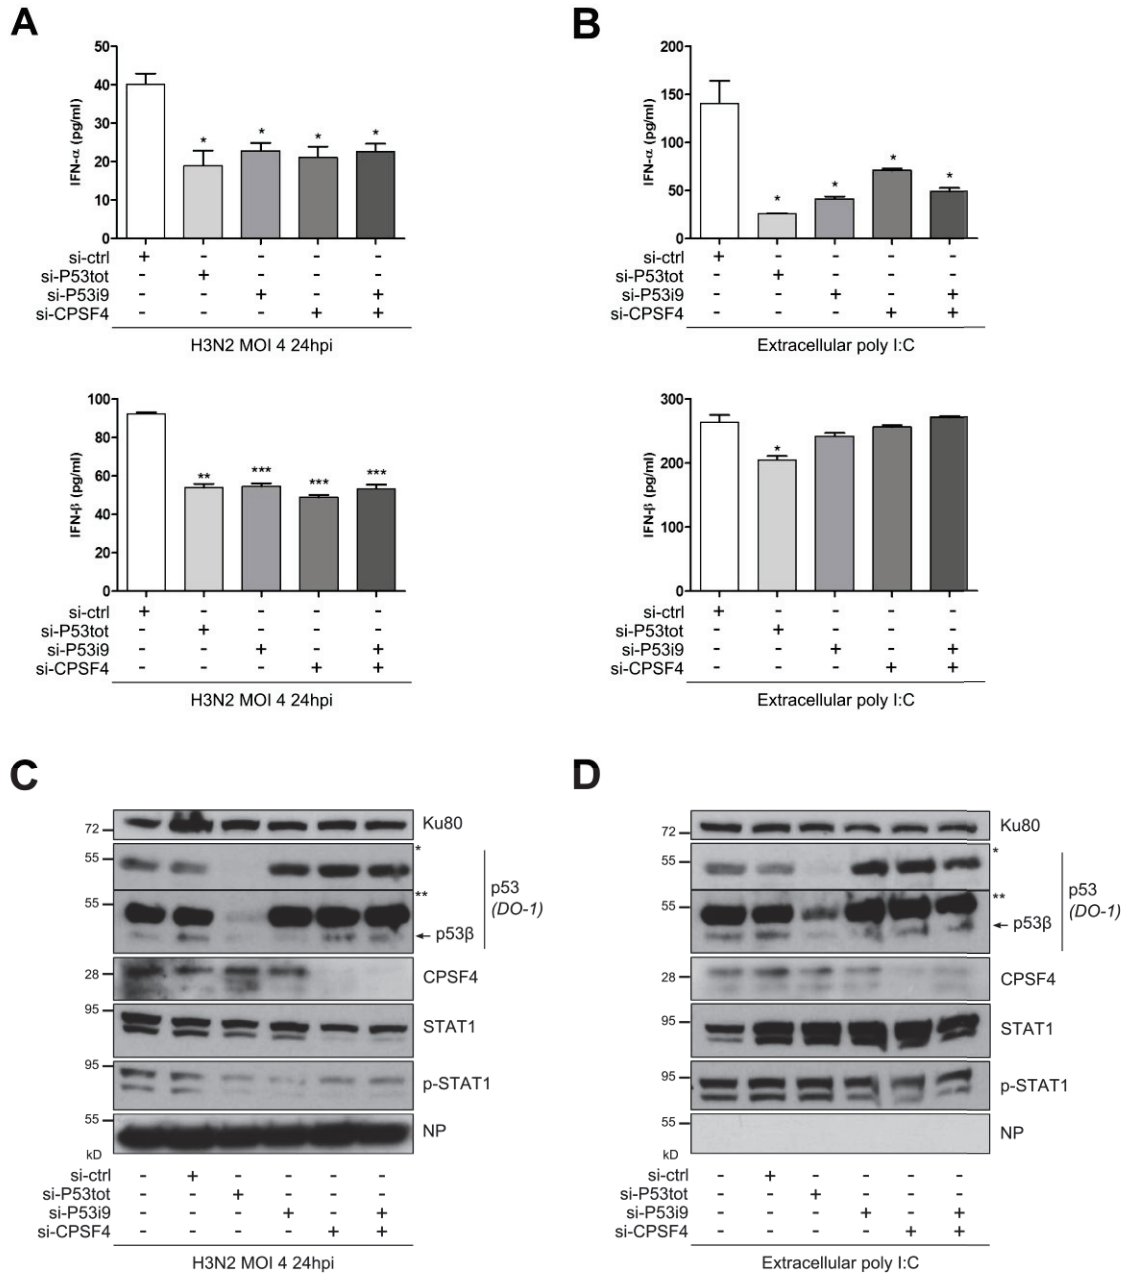 A
50
40
30
20
10
0
IFN-α (pg/ml)
* * * *
si-ctrl + - - - -
si-P53tot - + - - -
si-P53i9 - - + - +
si-CPSF4 - - - + +
H3N2 MOI 4 24hpi
100
80
60
40
20
0
IFN-β (pg/ml)
** *** *** ***
si-ctrl + - - - -
si-P53tot - + - - -
si-P53i9 - - + - +
si-CPSF4 - - - + +
H3N2 MOI 4 24hpi
B
200
150
100
50
0
IFN-α (pg/ml)
* * * *
si-ctrl + - - - -
si-P53tot - + - - -
si-P53i9 - - + - +
si-CPSF4 - - - + +
Extracellular poly I:C
300
200
100
0
IFN-β (pg/ml)
*
si-ctrl + - - - -
si-P53tot - + - - -
si-P53i9 - - + - +
si-CPSF4 - - - + +
Extracellular poly I:C
C
72 Ku80
55 *
p53
(DO-1)
55 **
← p53β
28 CPSF4
95 STAT1
95 p-STAT1
55 NP
kD
si-ctrl - + - - - -
si-P53tot - - + - - -
si-P53i9 - - - + - +
si-CPSF4 - - - - + +
H3N2 MOI 4 24hpi
D
72 Ku80
55 *
p53
(DO-1)
55 **
← p53β
28 CPSF4
95 STAT1
95 p-STAT1
55 NP
kD
si-ctrl - + - - - -
si-P53tot - - + - - -
si-P53i9 - - - + - +
si-CPSF4 - - - - + +
Extracellular poly I:C